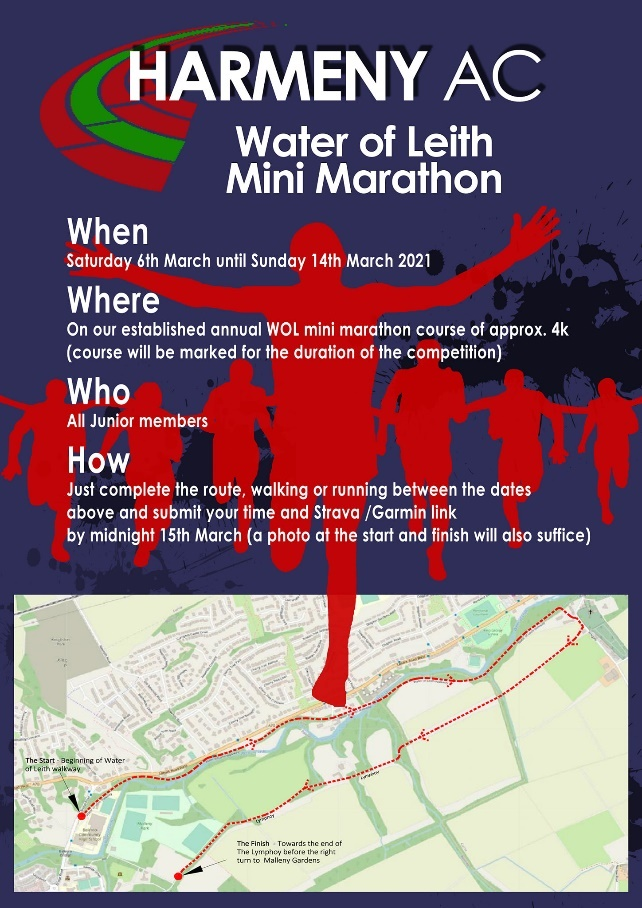 HARMENY AC
Water of Leith
Mini Marathon
When
Saturday 6th March until Sunday 14th March 2021
Where
On our established annual WOL mini marathon course of approx. 4k
(course will be marked for the duration of the competition)
Who
All Junior members
How
Just complete the route, walking or running between the dates
above and submit your time and Strava /Garmin link
by midnight 15th March (a photo at the start and finish will also suffice)
The Start - Beginning of Water
of Leith walkway
Lymphoy
The Finish - Towards the end of
The Lymphoy before the right
turn to Malleny Gardens